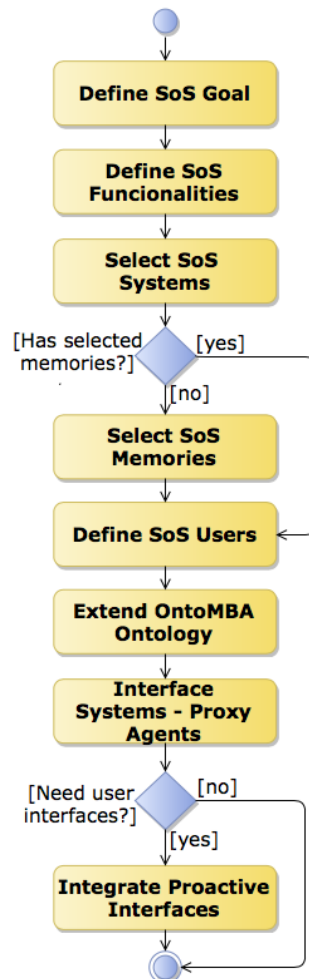 Define SoS Goal
Define SoS
Funcionalities
Select SoS
Systems
[Has selected
memories?]
[yes]
[no]
Select SoS
Memories
Define SoS Users
Extend OntoMBA
Ontology
Interface
Systems - Proxy
Agents
[Need user
interfaces?]
[no]
[yes]
Integrate Proactive
Interfaces